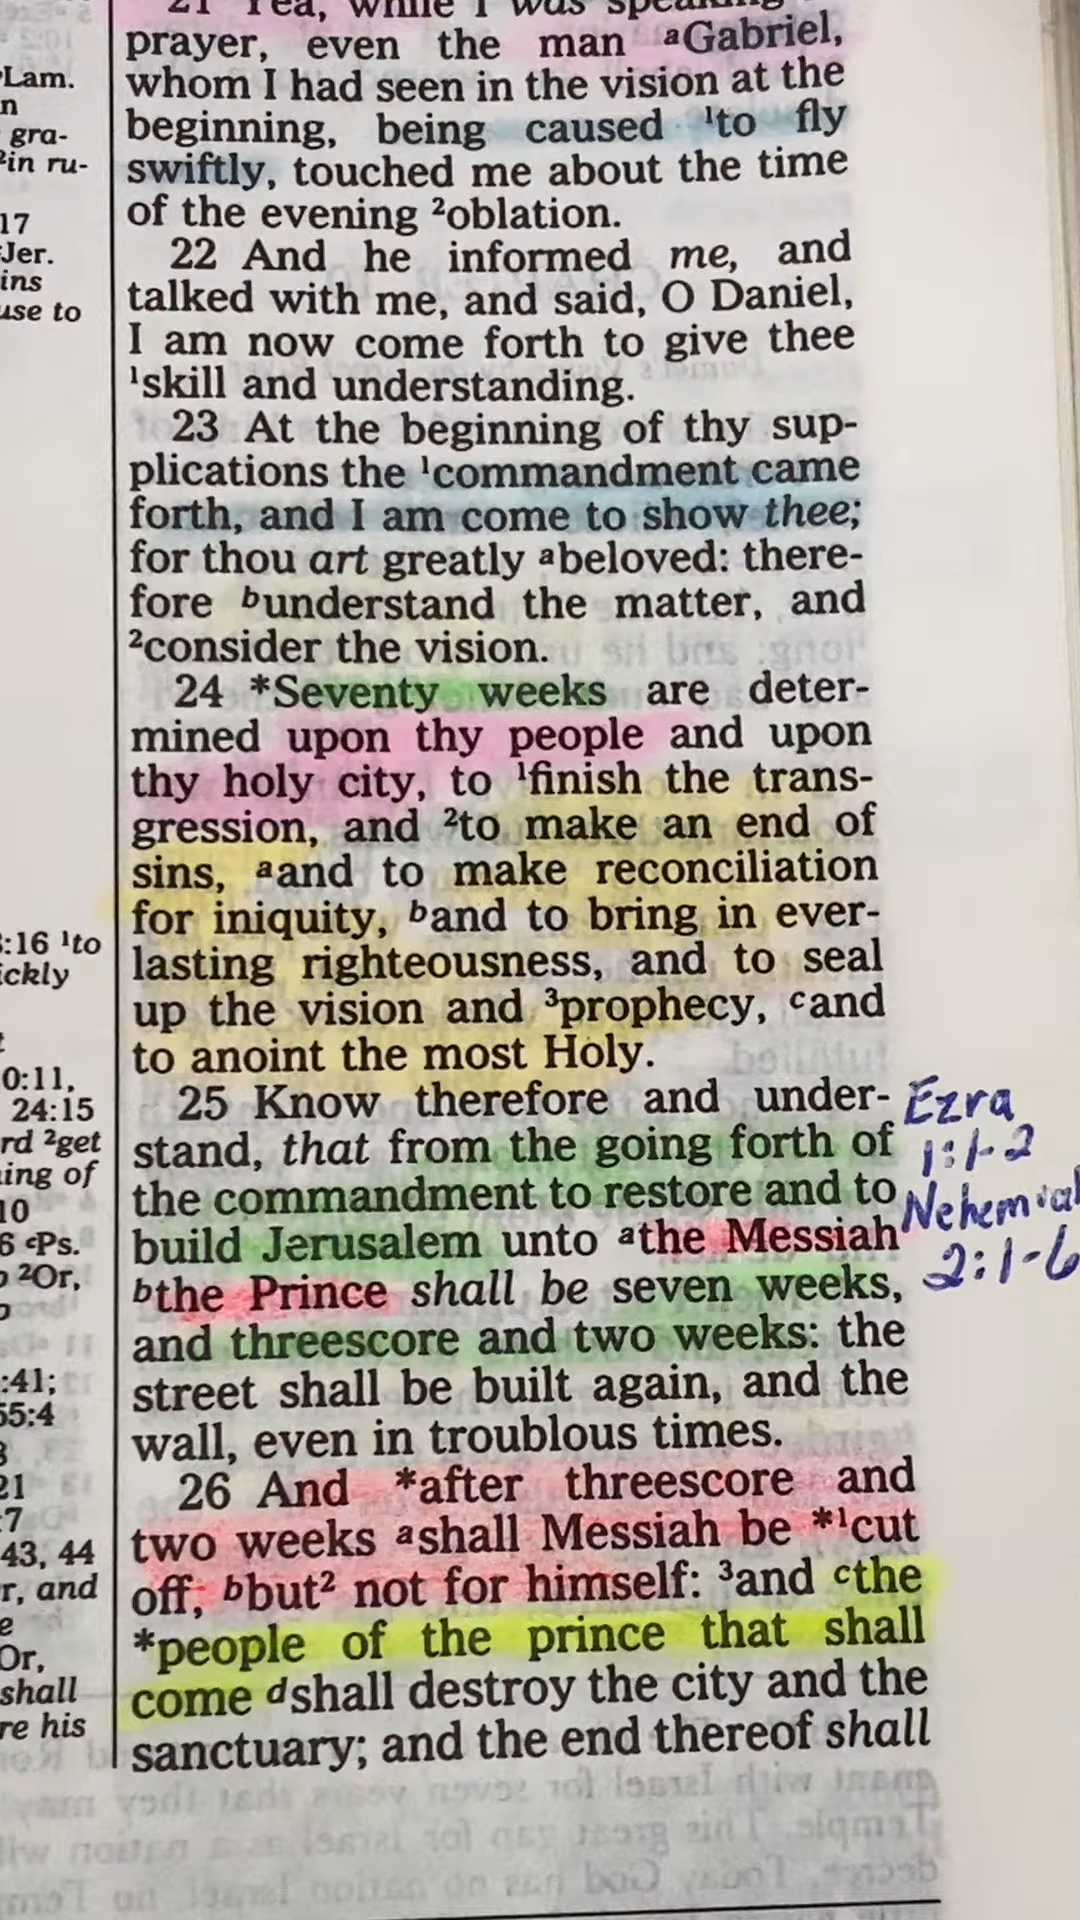 21 Yea, while I was speaking
prayer, even the man aGabriel,
whom I had seen in the vision at the
beginning, being caused 1to fly
swiftly, touched me about the time
of the evening 2oblation.
22 And he informed me, and
talked with me, and said, O Daniel,
I am now come forth to give thee
1skill and understanding.
23 At the beginning of thy sup-
plications the 1commandment came
forth, and I am come to show thee;
for thou art greatly abeloved: there-
fore bunderstand the matter, and
2consider the vision.
24 *Seventy weeks are deter-
mined upon thy people and upon
thy holy city, to 1finish the trans-
gression, and 2to make an end of
sins, aand to make reconciliation
for iniquity, band to bring in ever-
lasting righteousness, and to seal
up the vision and 3prophecy, cand
to anoint the most Holy.
25 Know therefore and under-
stand, that from the going forth of
the commandment to restore and to
build Jerusalem unto athe Messiah
bthe Prince shall be seven weeks,
and threescore and two weeks: the
street shall be built again, and the
wall, even in troublous times.
26 And *after threescore and
two weeks ashall Messiah be *1cut
off, bbut2 not for himself: 3and cthe
*people of the prince that shall
come dshall destroy the city and the
sanctuary; and the end thereof shall
Ezra
1:1-2
Nehemiah
2:1-6
Lam.
n
gra-
2in ru-
17
Jer.
ins
use to
:16 1to
ickly
0:11,
24:15
rd 2get
ing of
10
6 cPs.
2Or,
:41;
55:4
21
:7
43, 44
r, and
e
Or,
shall
re his